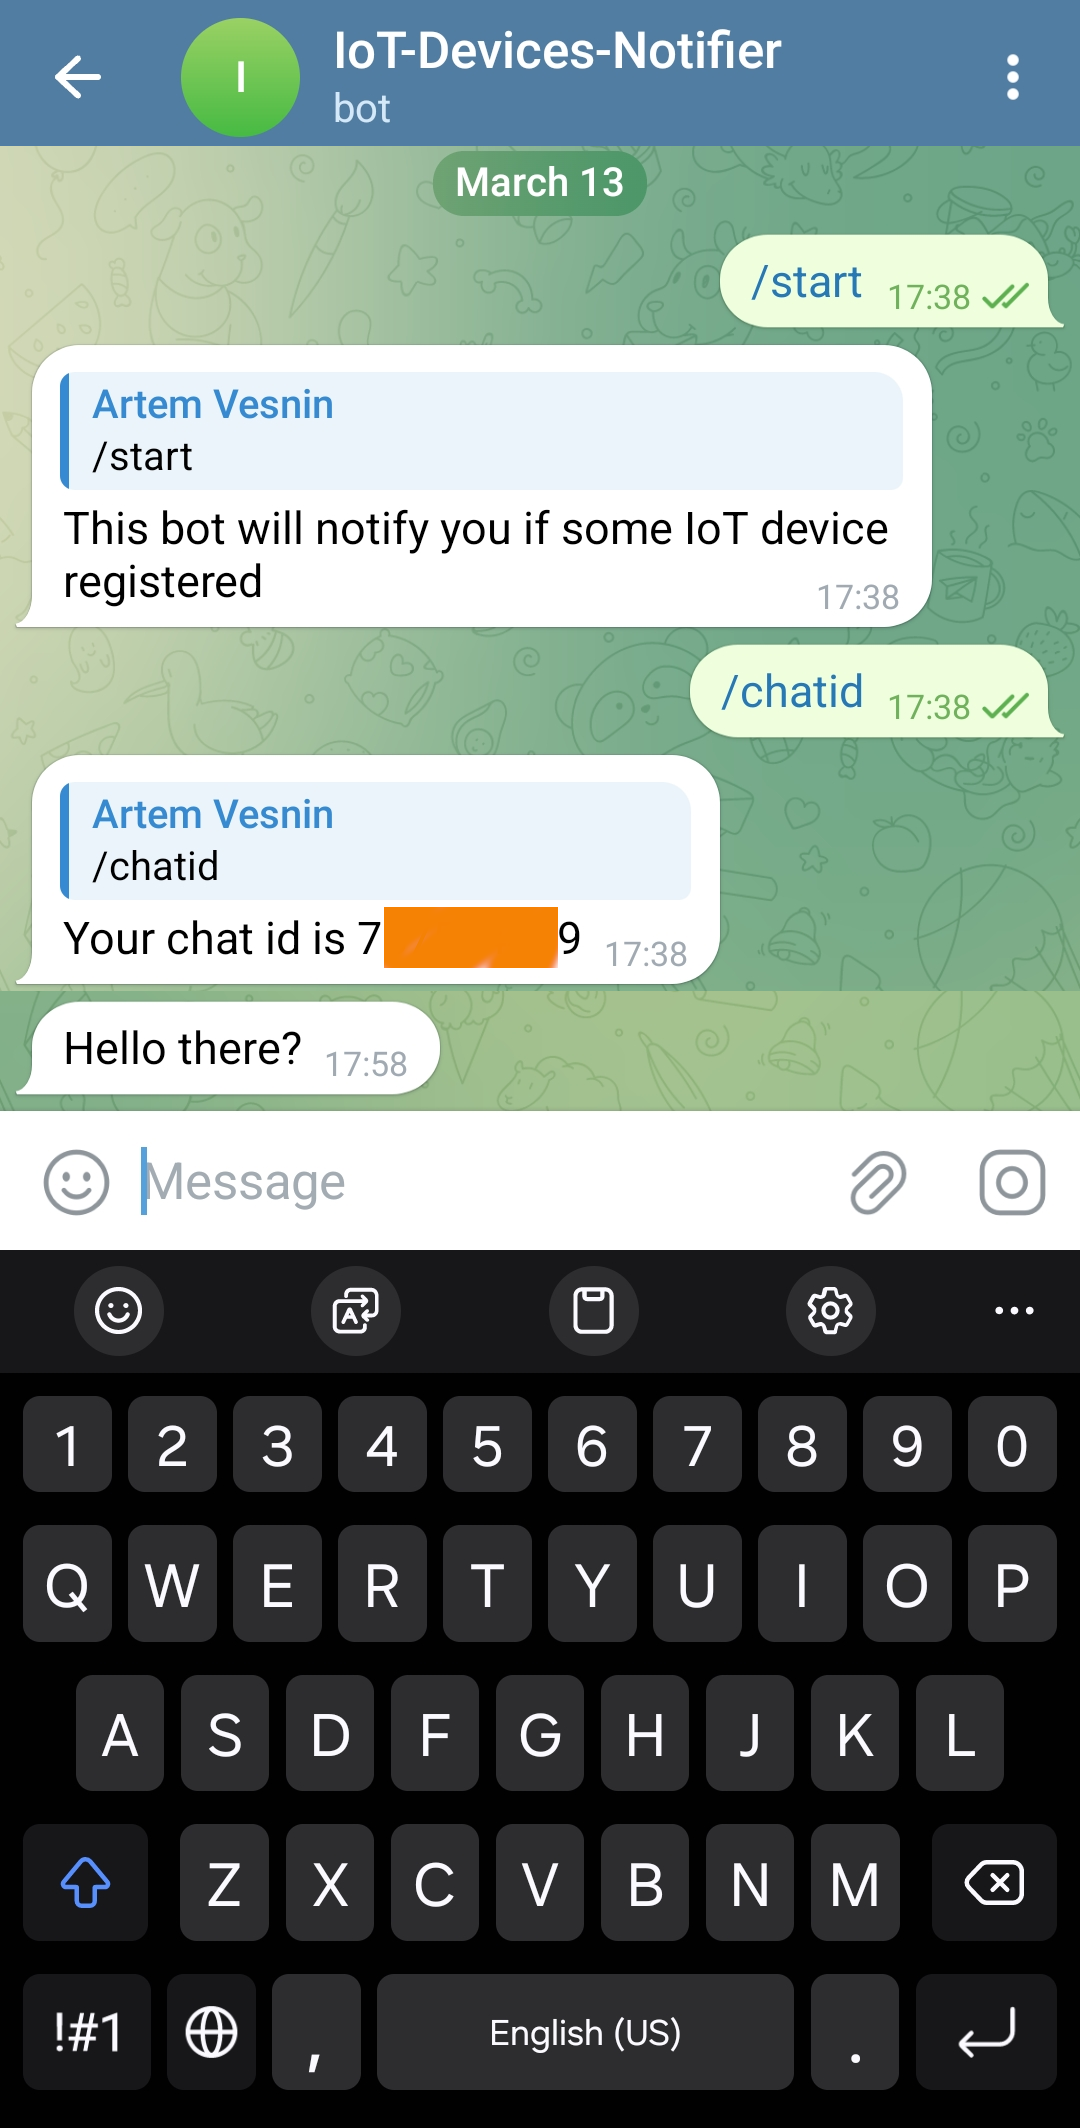 IoT-Devices-Notifier
I
bot
March 13
/start 17:38
Artem Vesnin
/start
This bot will notify you if some IoT device
registered 17:38
/chatid 17:38
Artem Vesnin
/chatid
Your chat id is 7 9 17:38
Hello there? 17:58
Message
1 2 3 4 5 6 7 8 9 0
Q W E R T Y U I O P
A S D F G H J K L
Z X C V B N M
!#1 , English (US) .